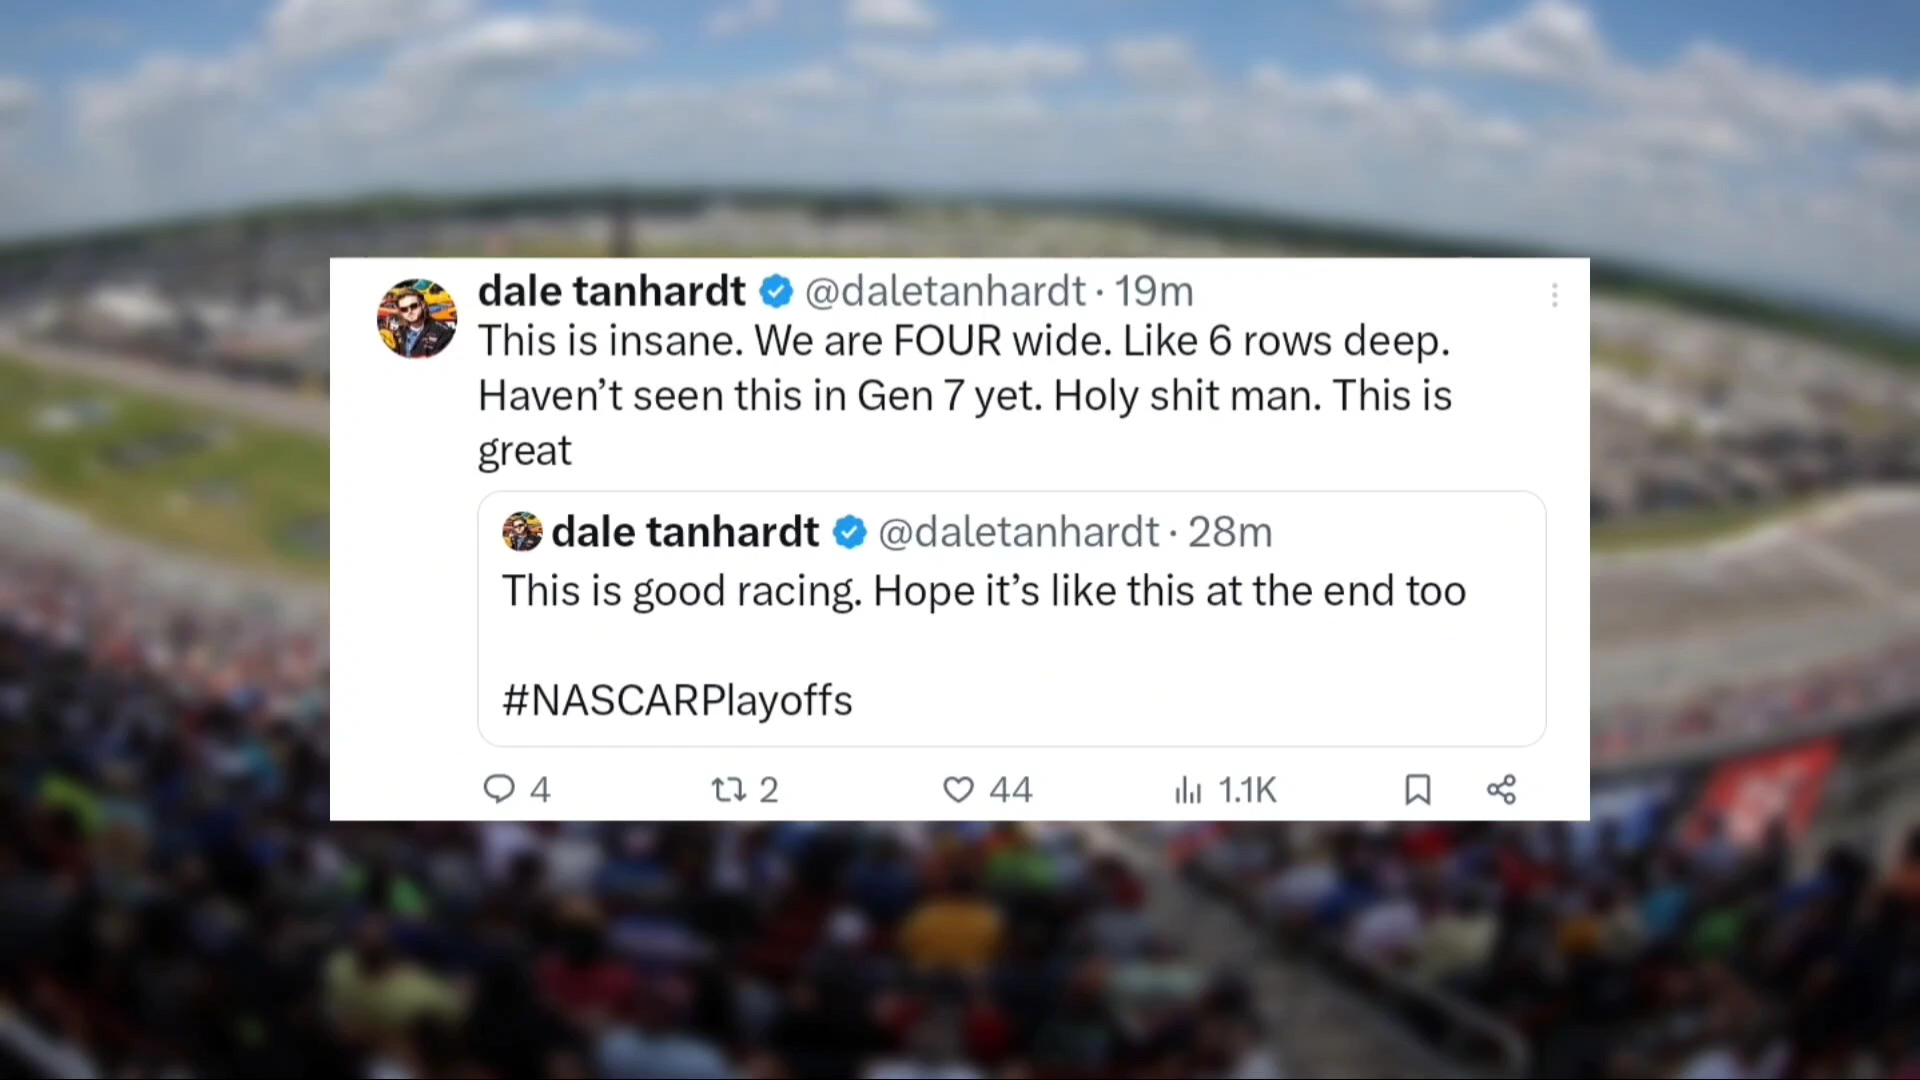 dale tanhardt @daletanhardt · 19m
This is insane. We are FOUR wide. Like 6 rows deep.
Haven’t seen this in Gen 7 yet. Holy shit man. This is
great
dale tanhardt @daletanhardt · 28m
This is good racing. Hope it’s like this at the end too
#NASCARPlayoffs
4 2 44 1.1K